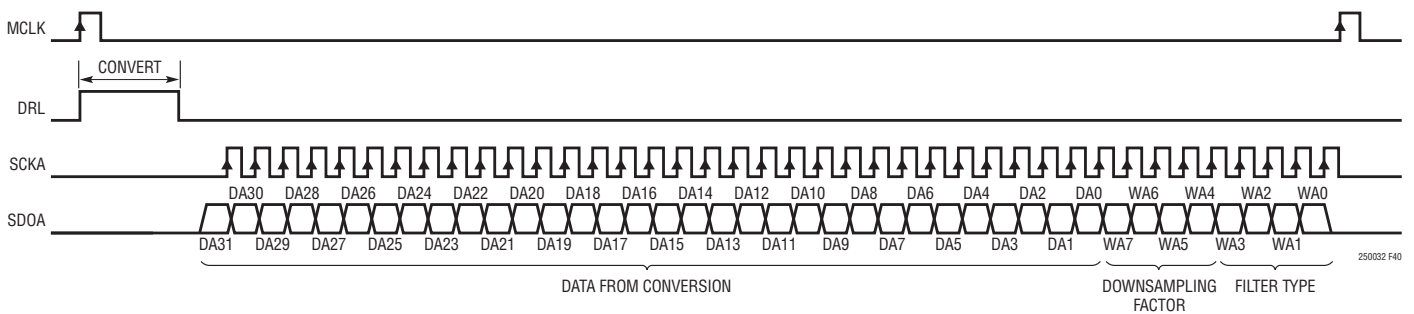 MCLK
CONVERT
DRL
SCKA
DA30 DA28 DA26 DA24 DA22 DA20 DA18 DA16 DA14 DA12 DA10 DA8 DA6 DA4 DA2 DA0 WA6 WA4 WA2 WA0
SDOA
DA31 DA29 DA27 DA25 DA23 DA21 DA19 DA17 DA15 DA13 DA11 DA9 DA7 DA5 DA3 DA1 WA7 WA5 WA3 WA1
250032 F40
DATA FROM CONVERSION
DOWNSAMPLING
FACTOR
FILTER TYPE